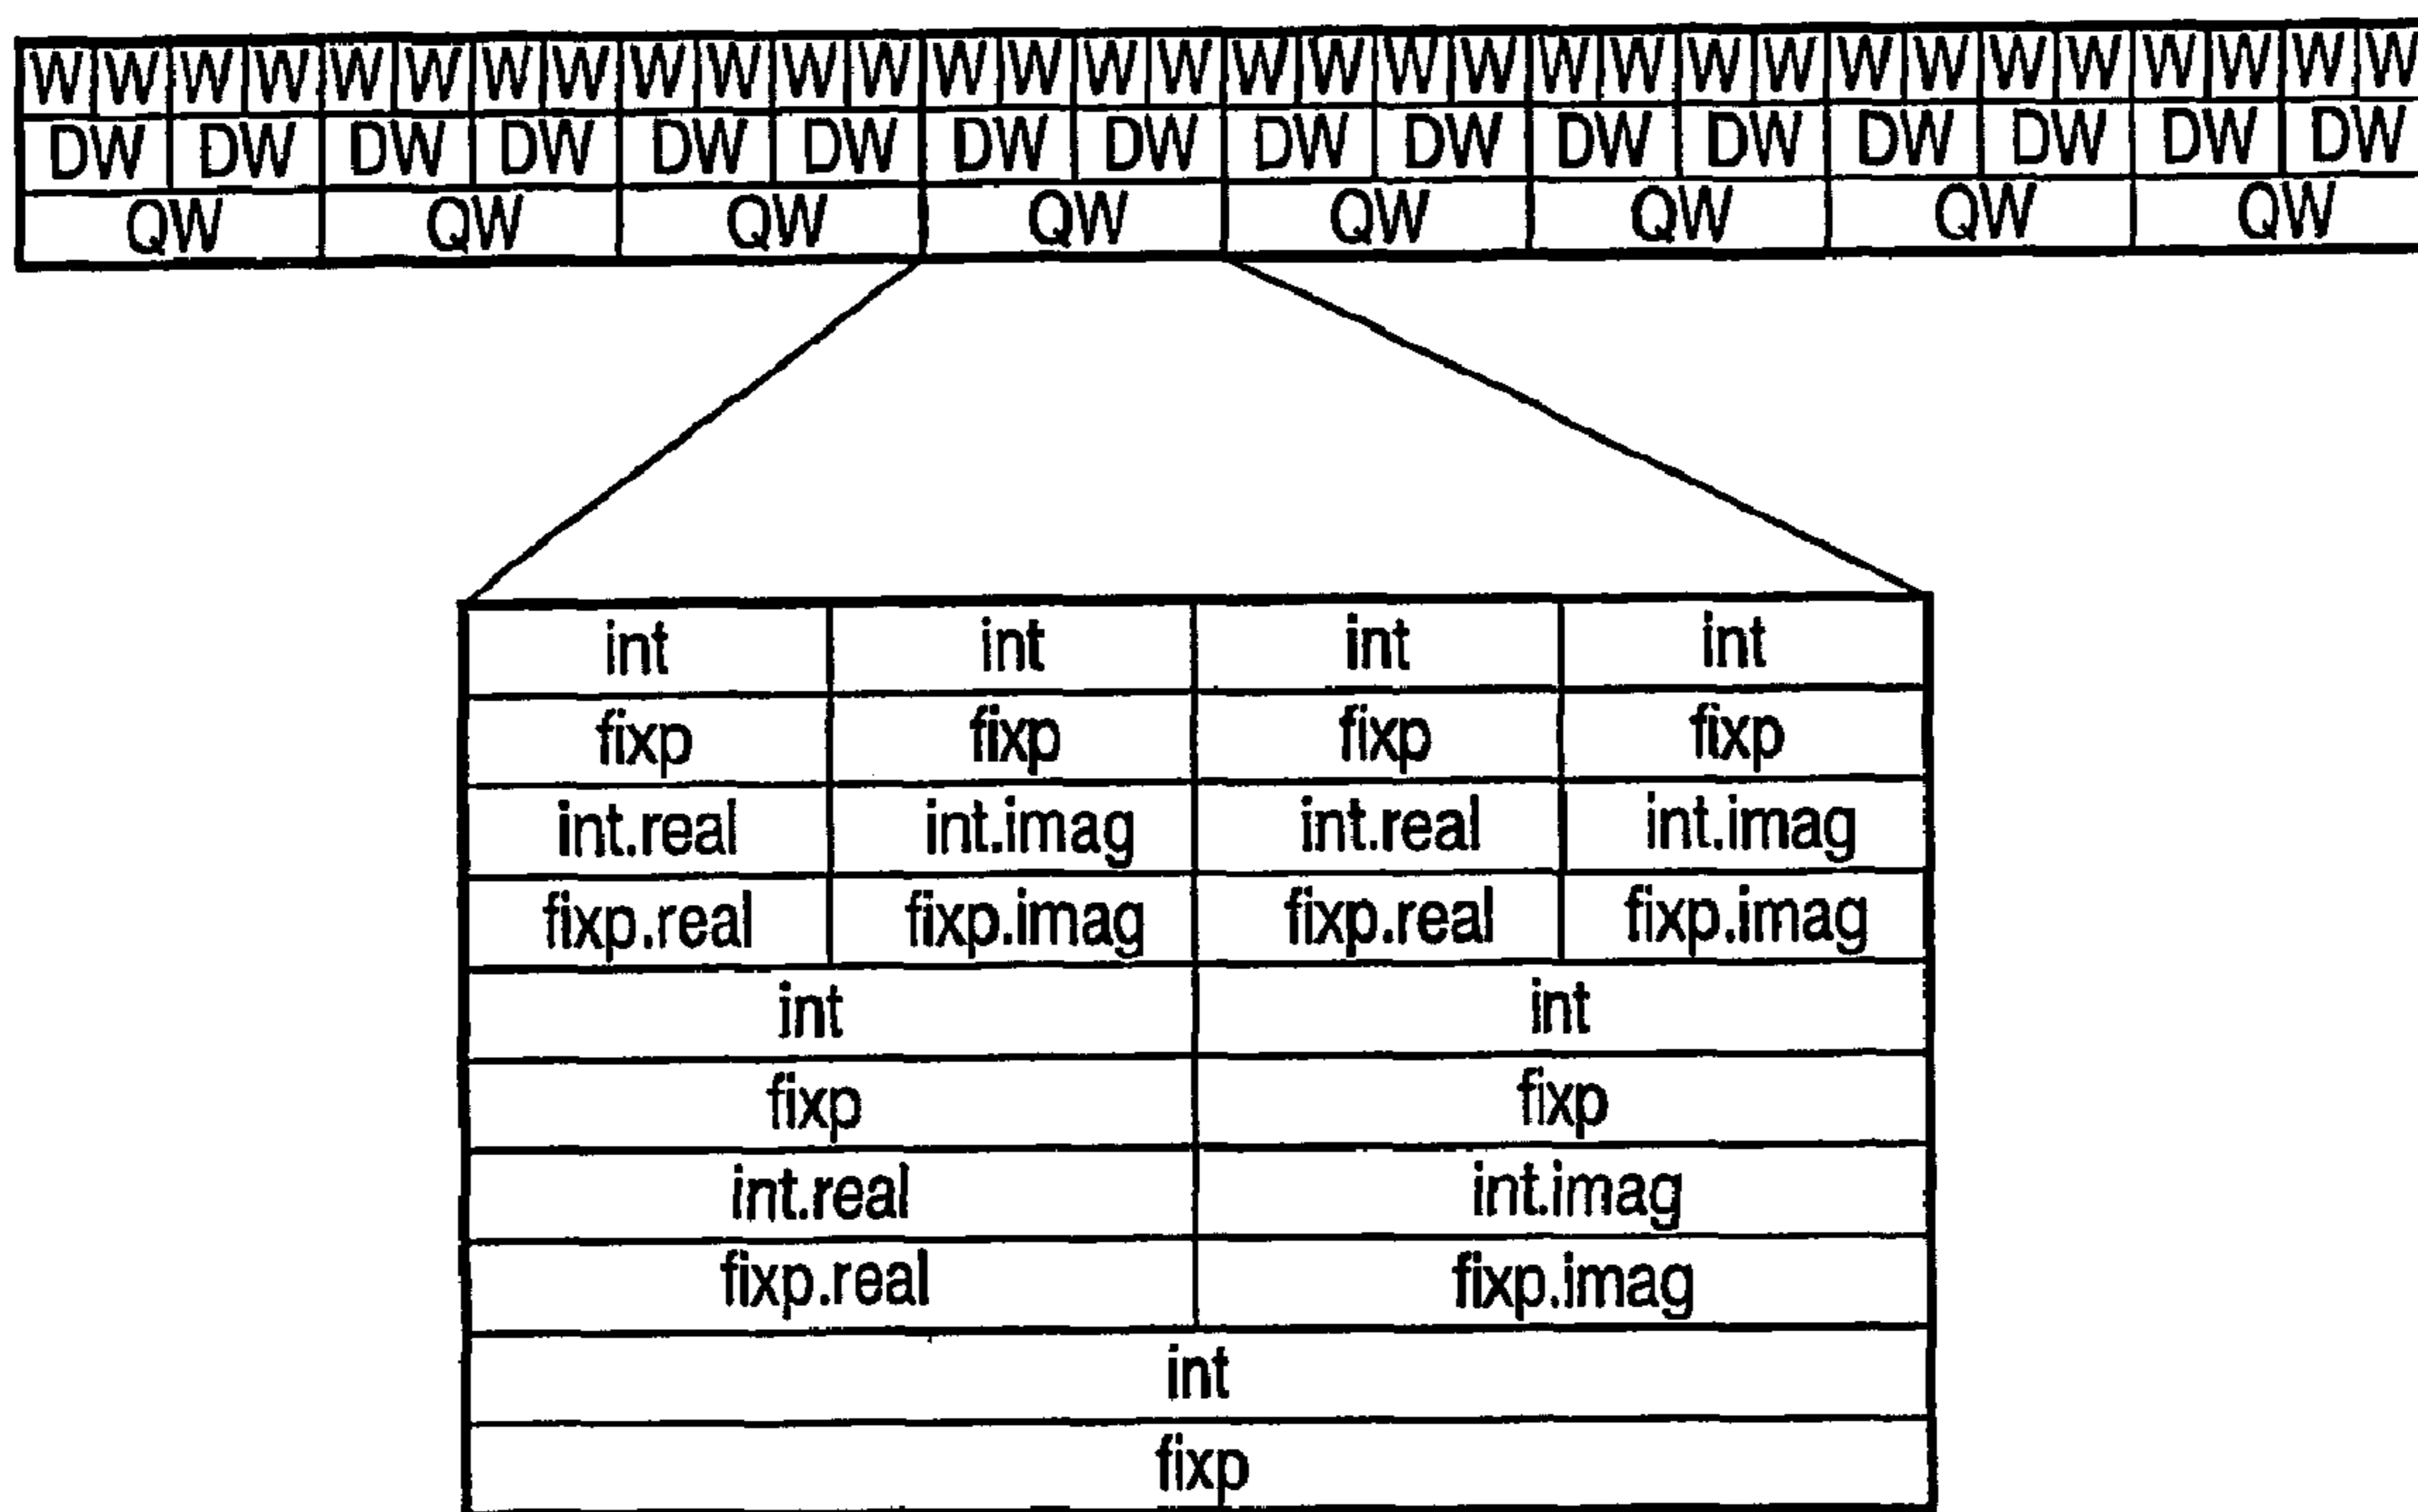 W W W W W W W W W W W W W W W W W W W W W W W W W W W W W W W W
DW DW DW DW DW DW DW DW DW DW DW DW DW DW DW DW
QW QW QW QW QW QW QW QW
int int int int
fixp fixp fixp fixp
int.real int.imag int.real int.imag
fixp.real fixp.imag fixp.real fixp.imag
int int
fixp fixp
int.real int.imag
fixp.real fixp.imag
int
fixp